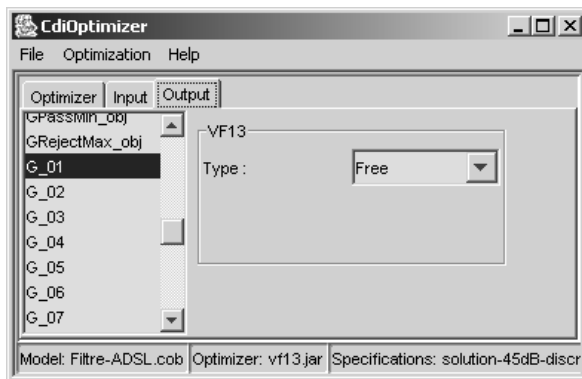 CdiOptimizer
File Optimization Help
Optimizer Input Output
GPassMin_obj
GRejectMax_obj
G_01
G_02
G_03
G_04
G_05
G_06
G_07
VF13
Type : Free
Model: Filtre-ADSL.cob Optimizer: vf13.jar Specifications: solution-45dB-discr